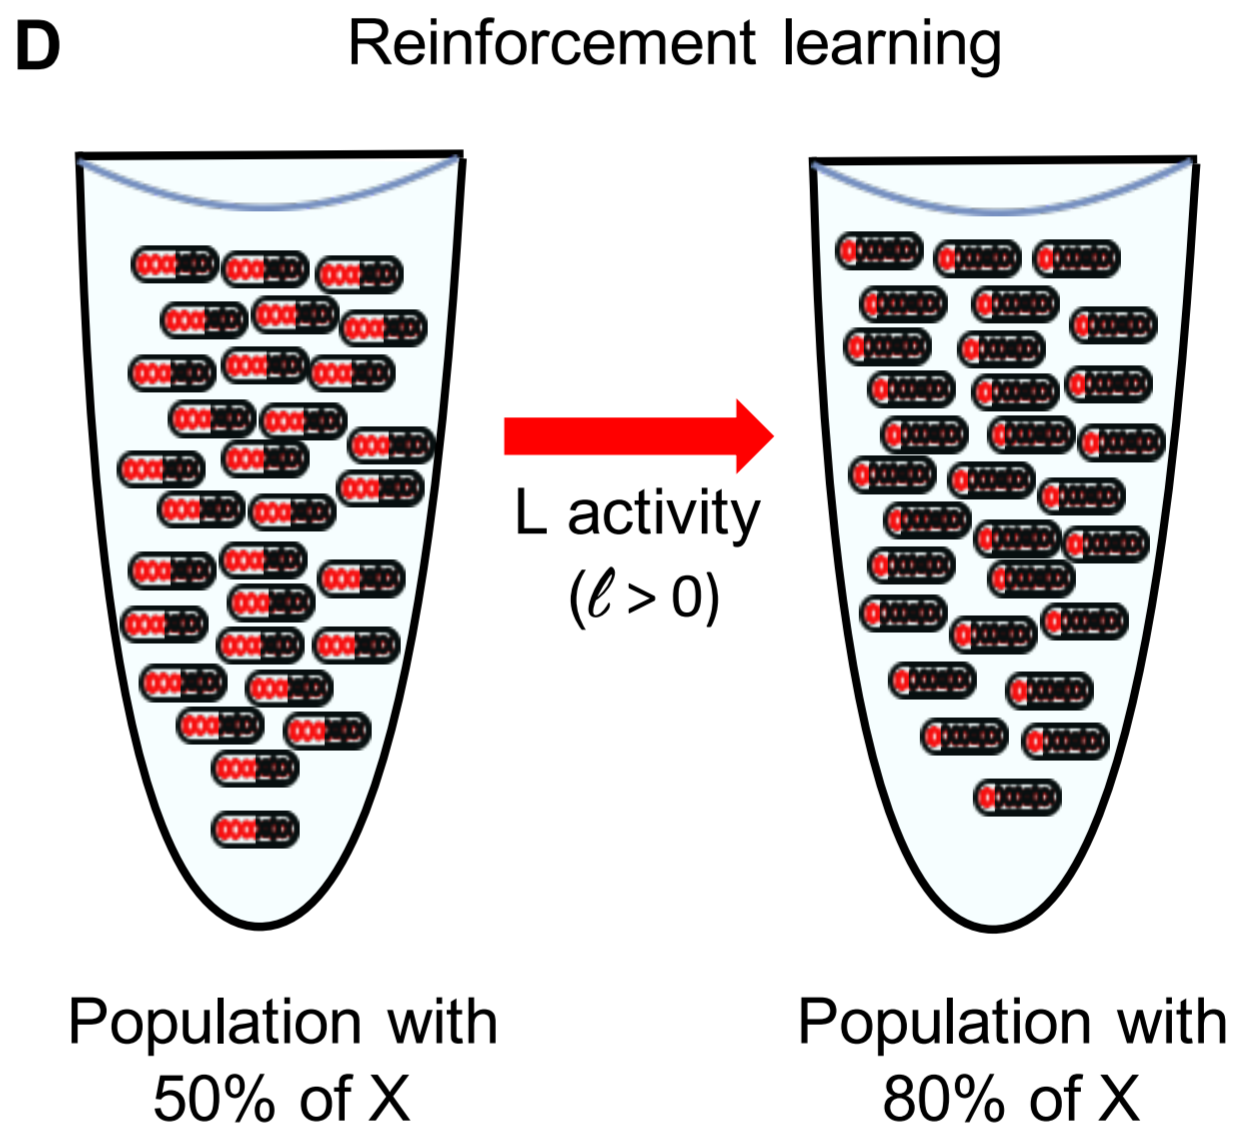 D
Reinforcement learning
L activity
(ℓ > 0)
Population with
50% of X
Population with
80% of X